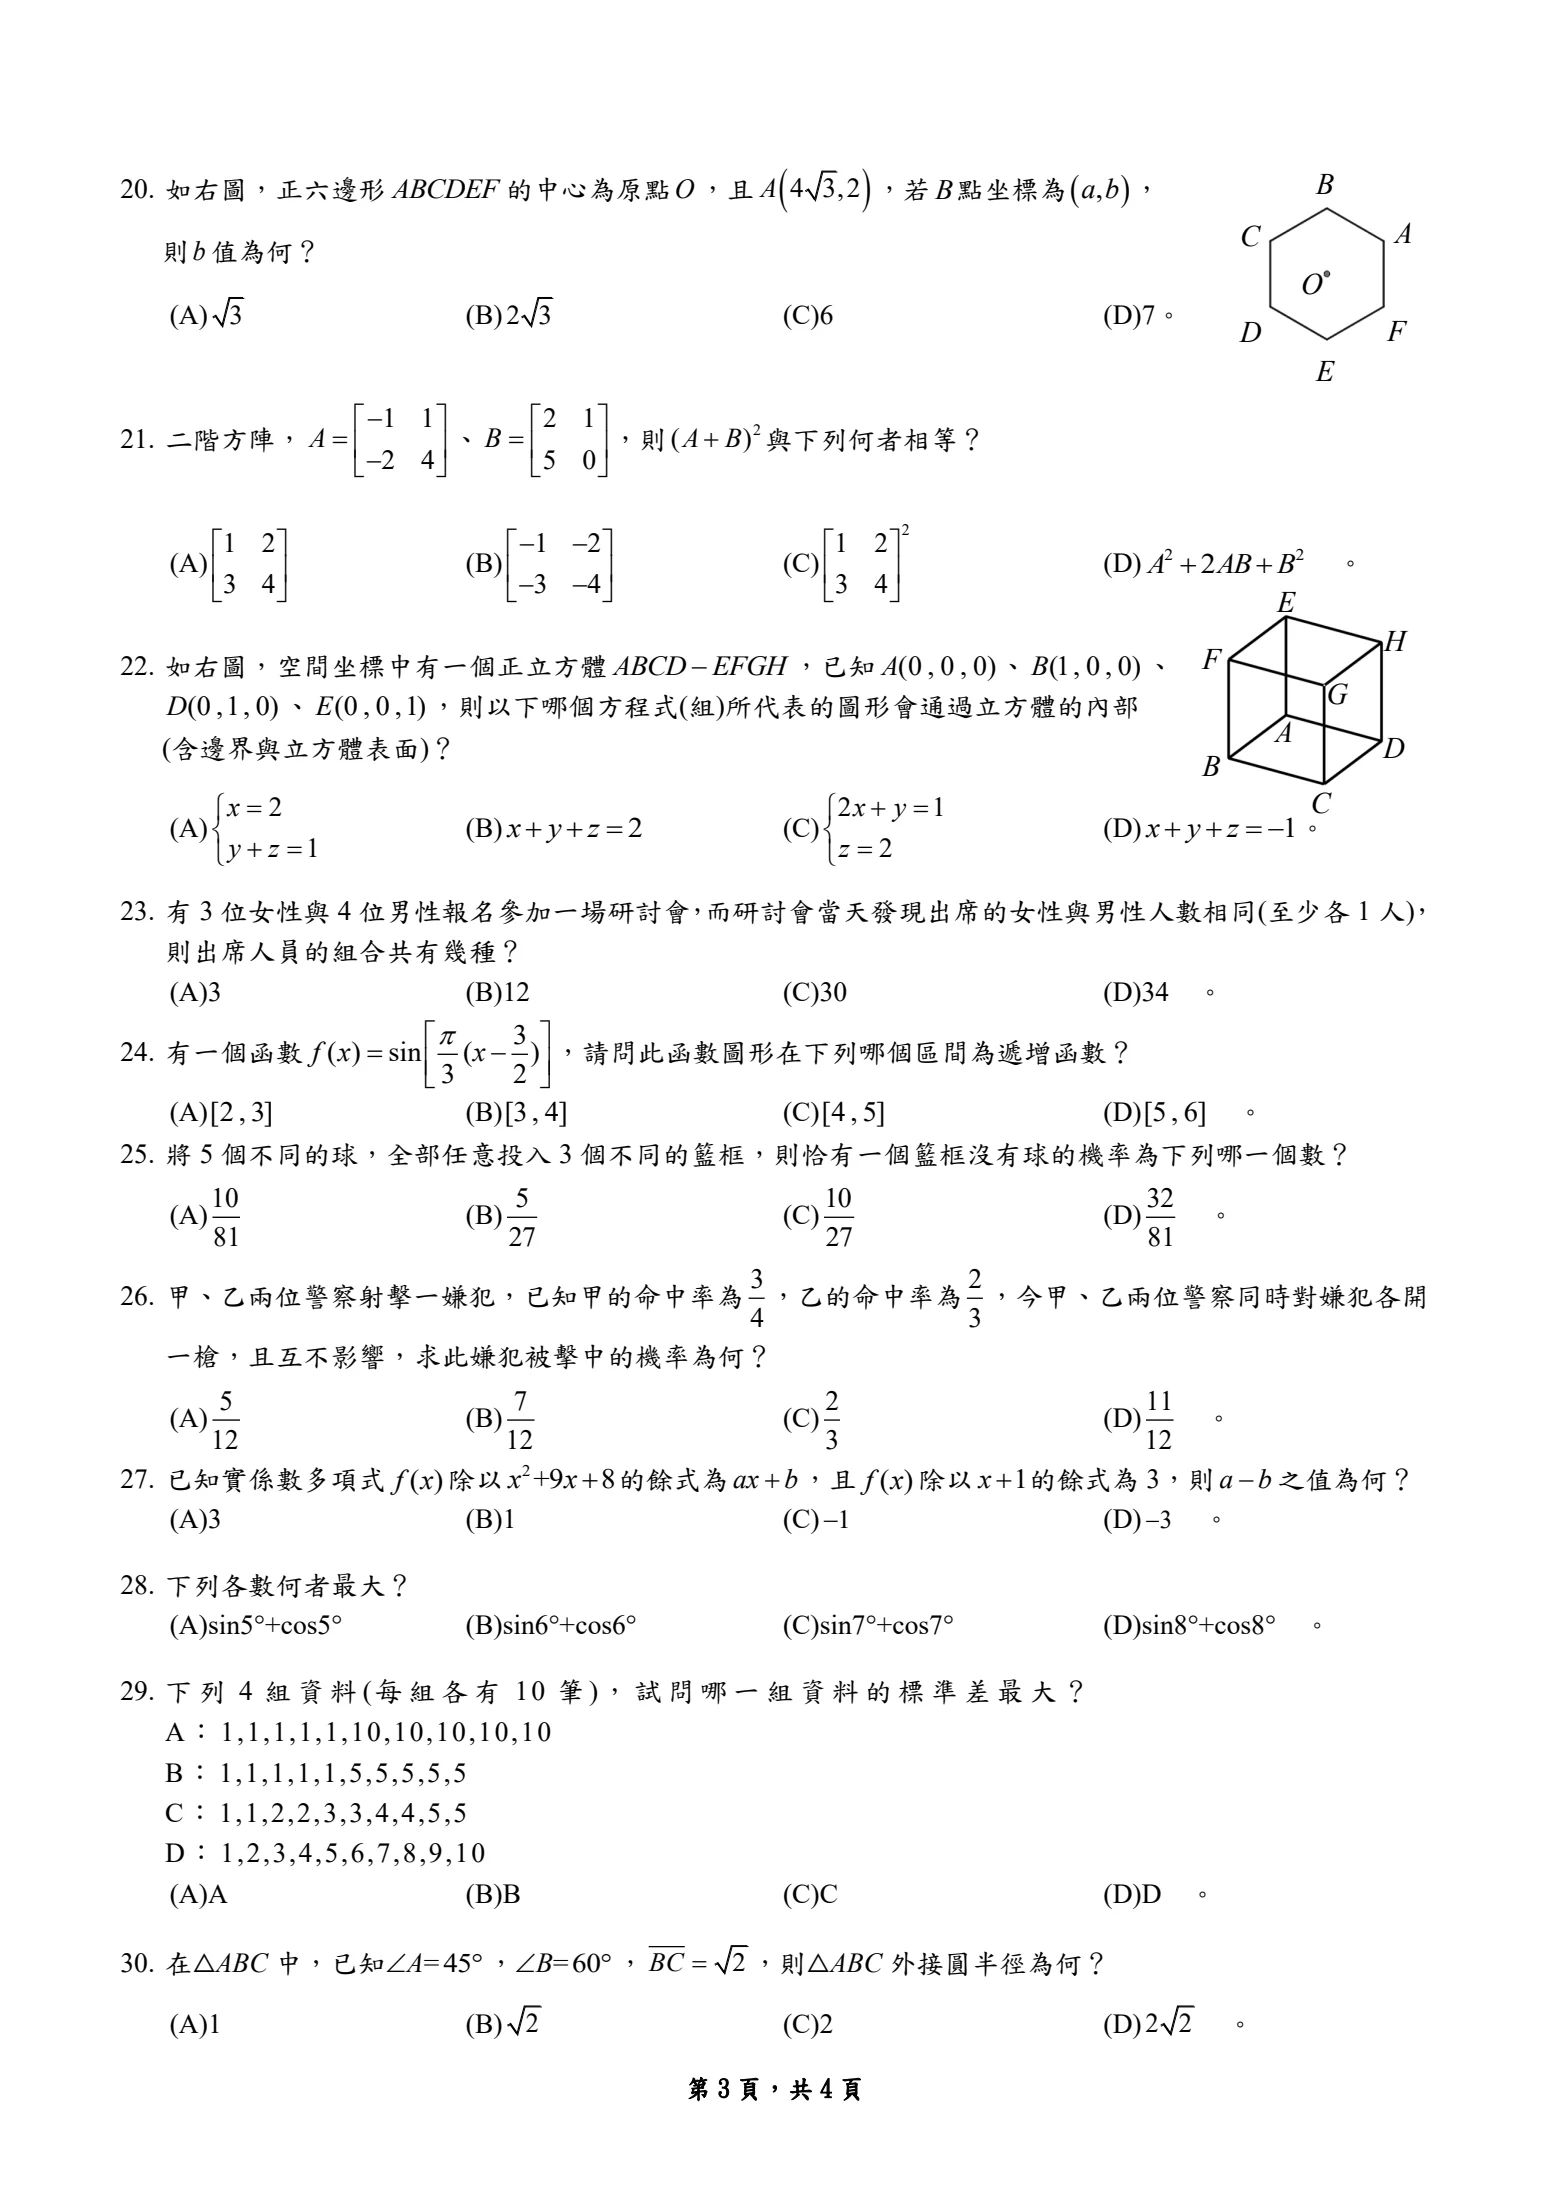 20. 如右圖，正六邊形 ABCDEF 的中心為原點O，且 A(4√3,2)，若B點坐標為(a,b)，
則b值為何？
(A)√3 (B)2√3 (C)6 (D)7。
B
C
A
O
D
F
E
21. 二階方陣，A=[−1 1; −2 4]、B=[2 1; 5 0]，則(A+B)²與下列何者相等？
(A)[1 2; 3 4] (B)[−1 −2; −3 −4] (C)[1 2; 3 4]² (D)A²+2AB+B² 。
22. 如右圖，空間坐標中有一個正立方體 ABCD−EFGH，已知 A(0,0,0)、B(1,0,0)、
D(0,1,0)、E(0,0,1)，則以下哪個方程式(組)所代表的圖形會通過立方體的內部
(含邊界與立方體表面)？
(A){x=2; y+z=1 (B)x+y+z=2 (C){2x+y=1; z=2 (D)x+y+z=−1。
E
H
F
G
A
D
B
C
23. 有 3 位女性與 4 位男性報名參加一場研討會，而研討會當天發現出席的女性與男性人數相同(至少各 1 人)，
則出席人員的組合共有幾種？
(A)3 (B)12 (C)30 (D)34 。
24. 有一個函數 f(x)=sin[π/3(x−3/2)]，請問此函數圖形在下列哪個區間為遞增函數？
(A)[2,3] (B)[3,4] (C)[4,5] (D)[5,6] 。
25. 將 5 個不同的球，全部任意投入 3 個不同的籃框，則恰有一個籃框沒有球的機率為下列哪一個數？
(A)10/81 (B)5/27 (C)10/27 (D)32/81 。
26. 甲、乙兩位警察射擊一嫌犯，已知甲的命中率為3/4，乙的命中率為2/3，今甲、乙兩位警察同時對嫌犯各開
一槍，且互不影響，求此嫌犯被擊中的機率為何？
(A)5/12 (B)7/12 (C)2/3 (D)11/12 。
27. 已知實係數多項式 f(x)除以x²+9x+8的餘式為ax+b，且 f(x)除以x+1的餘式為 3，則a−b之值為何？
(A)3 (B)1 (C)−1 (D)−3 。
28. 下列各數何者最大？
(A)sin5°+cos5° (B)sin6°+cos6° (C)sin7°+cos7° (D)sin8°+cos8° 。
29. 下列 4 組資料(每組各有 10 筆)，試問哪一組資料的標準差最大？
A：1,1,1,1,1,10,10,10,10,10
B：1,1,1,1,1,5,5,5,5,5
C：1,1,2,2,3,3,4,4,5,5
D：1,2,3,4,5,6,7,8,9,10
(A)A (B)B (C)C (D)D 。
30. 在△ABC 中，已知∠A=45°，∠B=60°，B̅C̅=√2，則△ABC 外接圓半徑為何？
(A)1 (B)√2 (C)2 (D)2√2 。
第 3 頁，共 4 頁